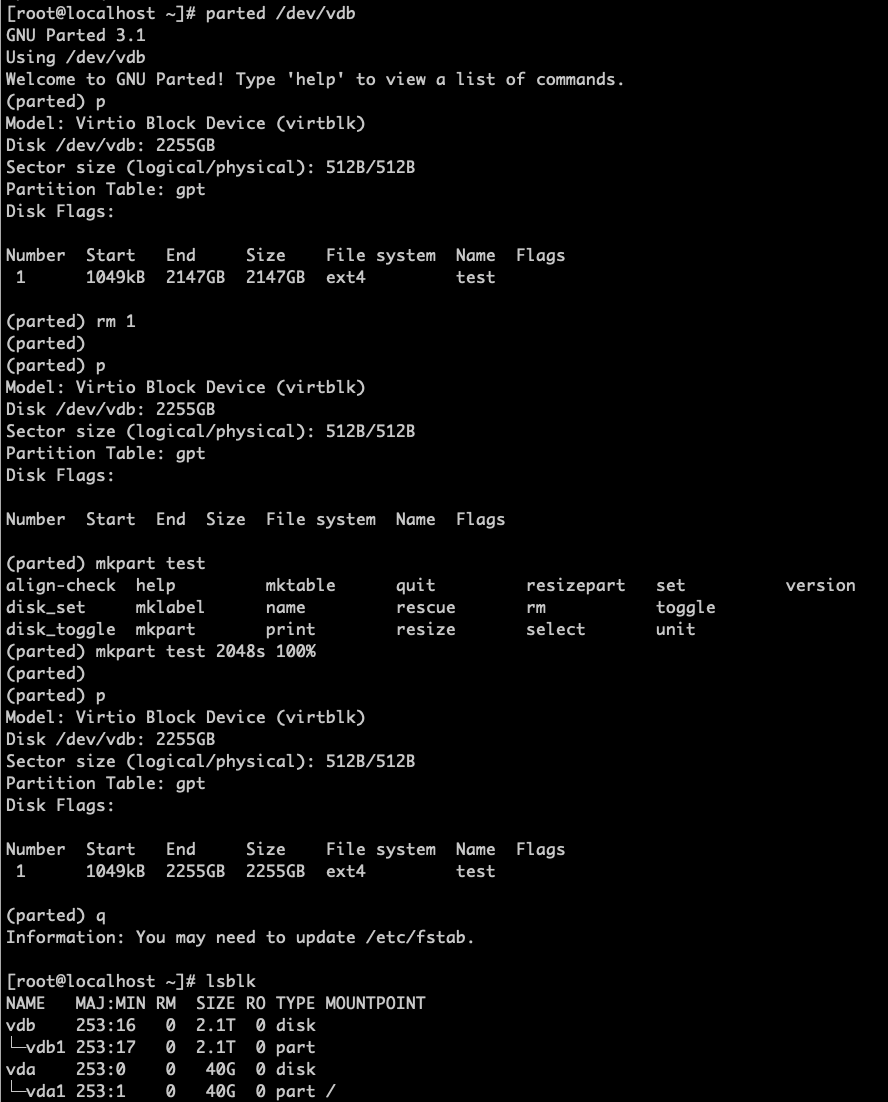 [root@localhost ~]# parted /dev/vdb
GNU Parted 3.1
Using /dev/vdb
Welcome to GNU Parted! Type 'help' to view a list of commands.
(parted) p
Model: Virtio Block Device (virtblk)
Disk /dev/vdb: 2255GB
Sector size (logical/physical): 512B/512B
Partition Table: gpt
Disk Flags:

Number  Start   End     Size    File system  Name  Flags
 1      1049kB  2147GB  2147GB  ext4         test

(parted) rm 1
(parted)
(parted) p
Model: Virtio Block Device (virtblk)
Disk /dev/vdb: 2255GB
Sector size (logical/physical): 512B/512B
Partition Table: gpt
Disk Flags:

Number  Start  End  Size  File system  Name  Flags

(parted) mkpart test
align-check  help         mktable      quit         resizepart   set          version
disk_set     mklabel      name         rescue       rm           toggle
disk_toggle  mkpart       print        resize       select       unit
(parted) mkpart test 2048s 100%
(parted)
(parted) p
Model: Virtio Block Device (virtblk)
Disk /dev/vdb: 2255GB
Sector size (logical/physical): 512B/512B
Partition Table: gpt
Disk Flags:

Number  Start   End     Size    File system  Name  Flags
 1      1049kB  2255GB  2255GB  ext4         test

(parted) q
Information: You may need to update /etc/fstab.

[root@localhost ~]# lsblk
NAME   MAJ:MIN RM  SIZE RO TYPE MOUNTPOINT
vdb    253:16   0  2.1T  0 disk
└─vdb1 253:17   0  2.1T  0 part
vda    253:0    0   40G  0 disk
└─vda1 253:1    0   40G  0 part /